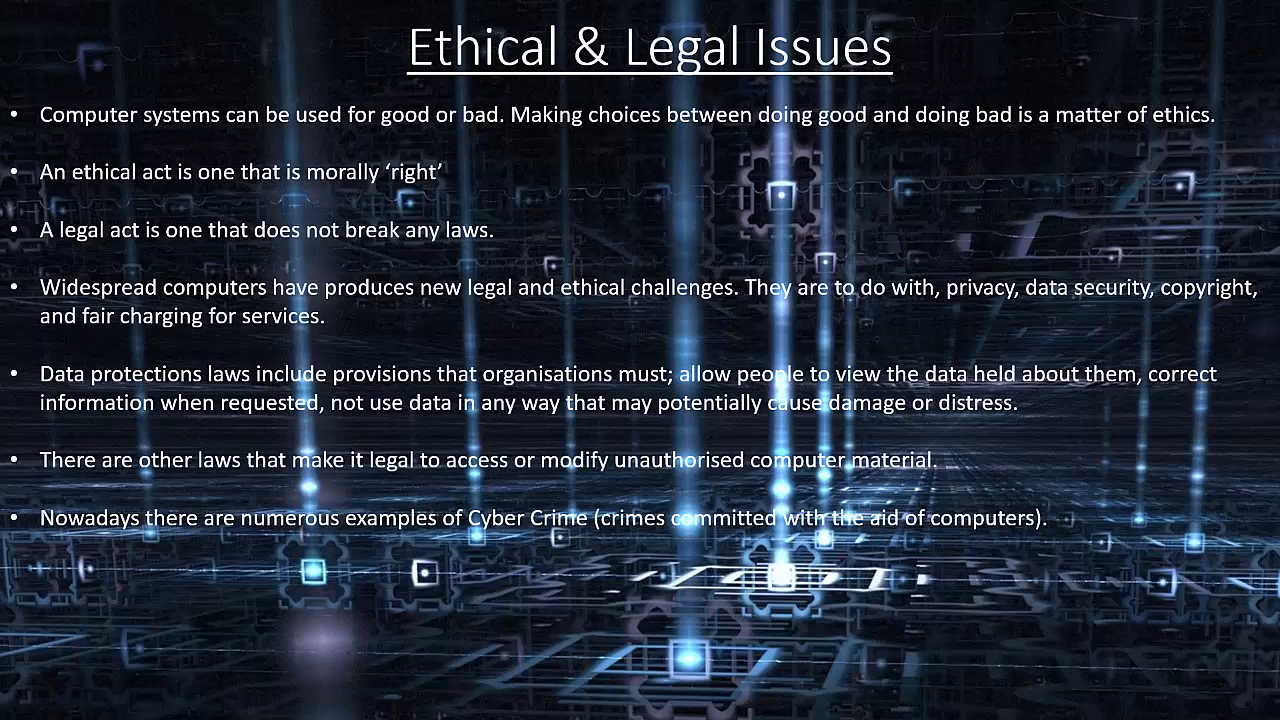 Ethical & Legal Issues
• Computer systems can be used for good or bad. Making choices between doing good and doing bad is a matter of ethics.
• An ethical act is one that is morally ‘right’
• A legal act is one that does not break any laws.
• Widespread computers have produces new legal and ethical challenges. They are to do with, privacy, data security, copyright,
and fair charging for services.
• Data protections laws include provisions that organisations must; allow people to view the data held about them, correct
information when requested, not use data in any way that may potentially cause damage or distress.
• There are other laws that make it legal to access or modify unauthorised computer material.
• Nowadays there are numerous examples of Cyber Crime (crimes committed with the aid of computers).